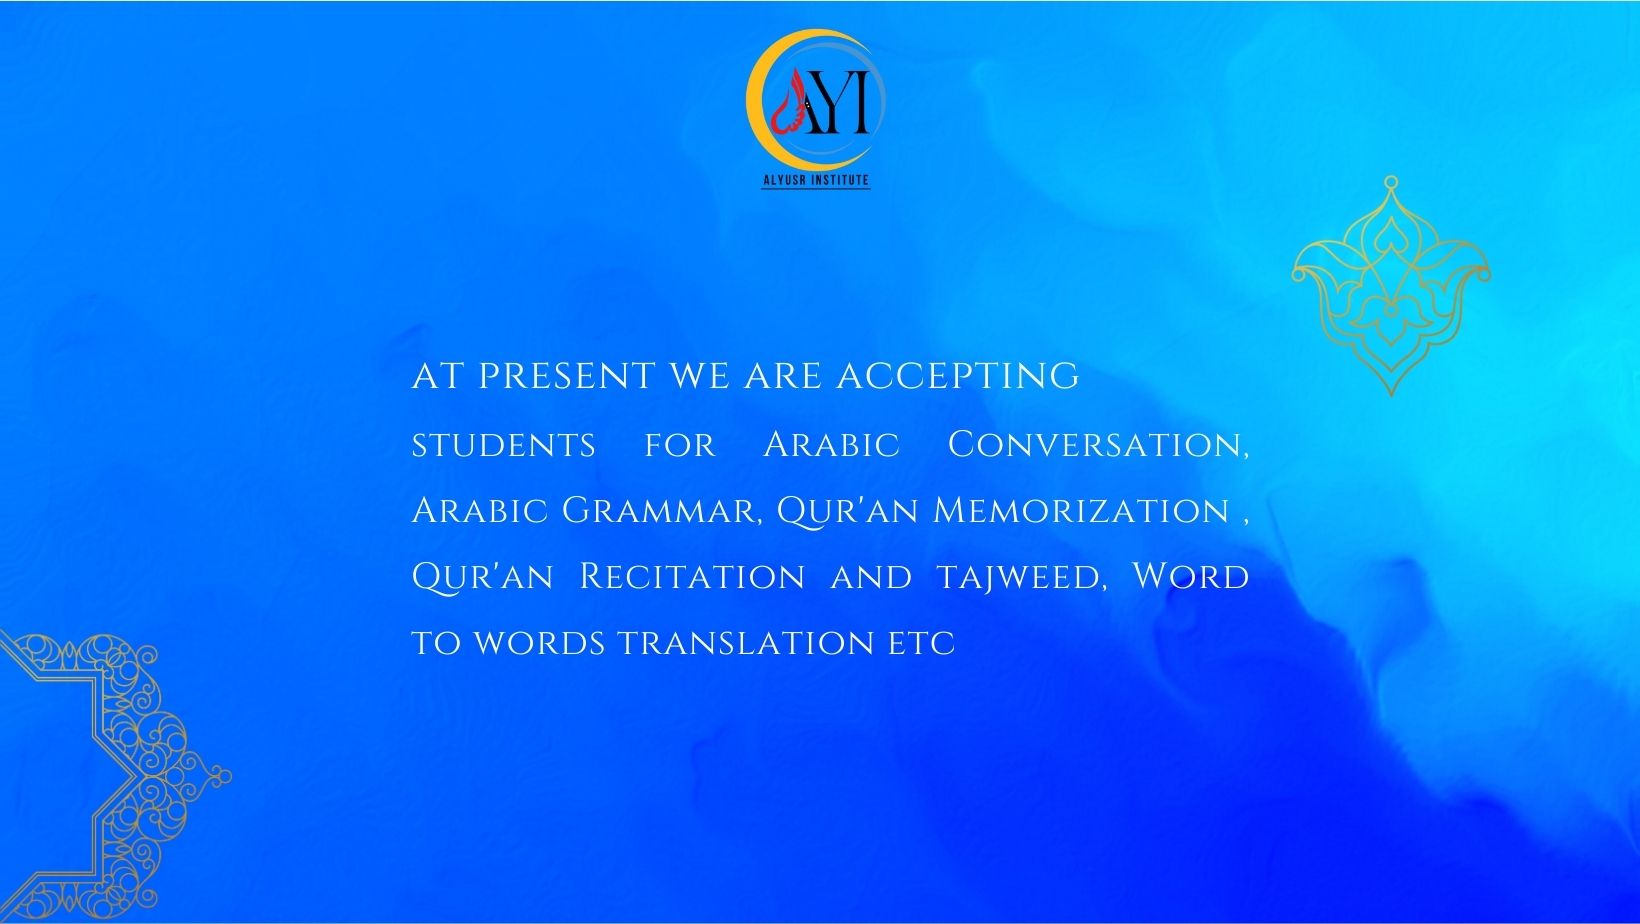 AYI
ALYUSR INSTITUTE
AT PRESENT WE ARE ACCEPTING
STUDENTS FOR ARABIC CONVERSATION,
ARABIC GRAMMAR, QUR'AN MEMORIZATION ,
QUR'AN RECITATION AND TAJWEED, WORD
TO WORDS TRANSLATION ETC